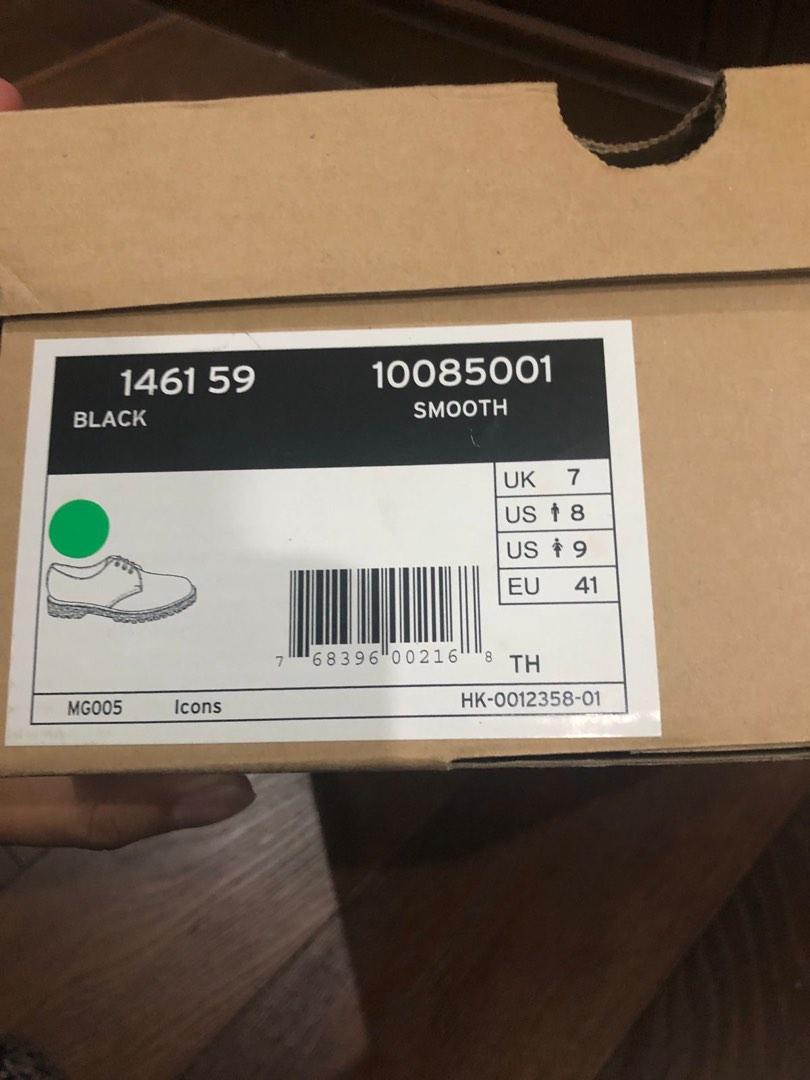 1461 59 10085001
BLACK SMOOTH
UK 7
US 8
US 9
EU 41
7 68396 00216 8 TH
MG005 Icons HK-0012358-01